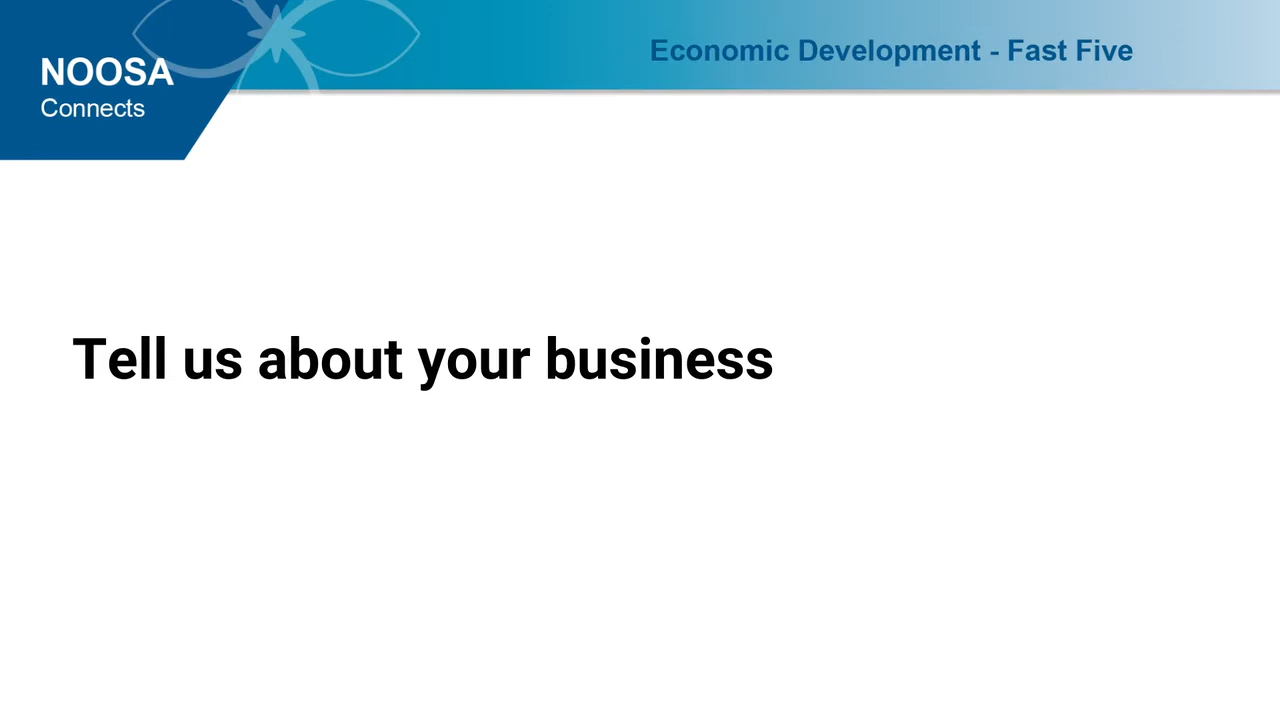 NOOSA
Connects
Economic Development - Fast Five
Tell us about your business